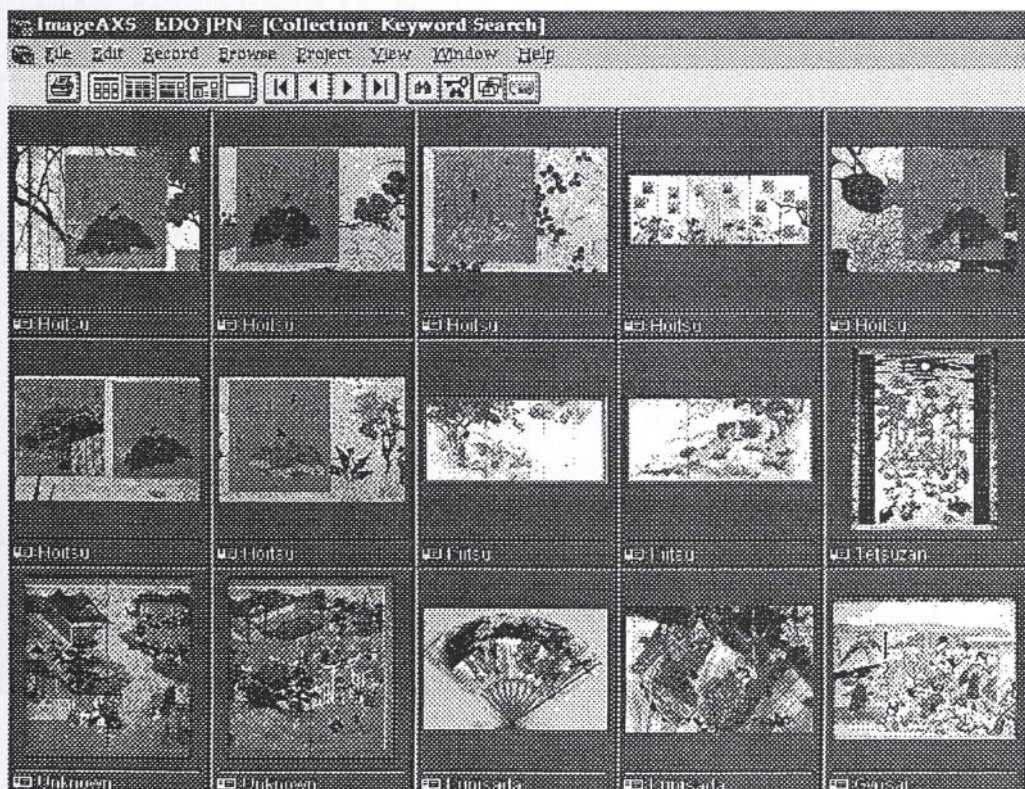 ImageAXS - EDO JPN - [Collection Keyword Search]
File Edit Record Browse Project View Window Help
Hoitsu Hoitsu Hoitsu Hoitsu Hoitsu
Hoitsu Hoitsu Tetsuzan
Unknown Unknown Gyosai